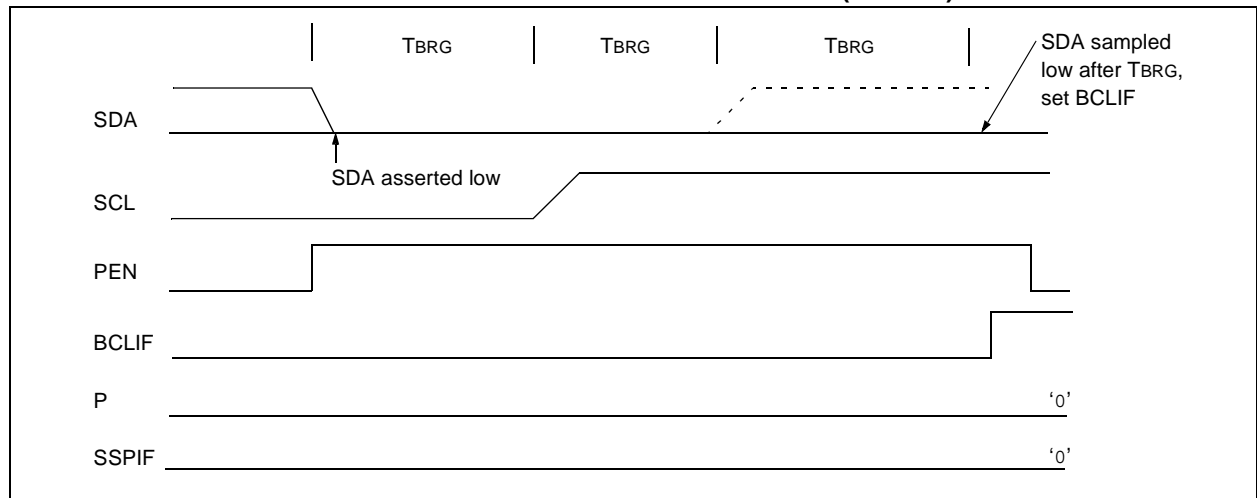 TBRG TBRG TBRG
SDA sampled
low after TBRG,
set BCLIF
SDA
SDA asserted low
SCL
PEN
BCLIF
P ‘0’
SSPIF ‘0’